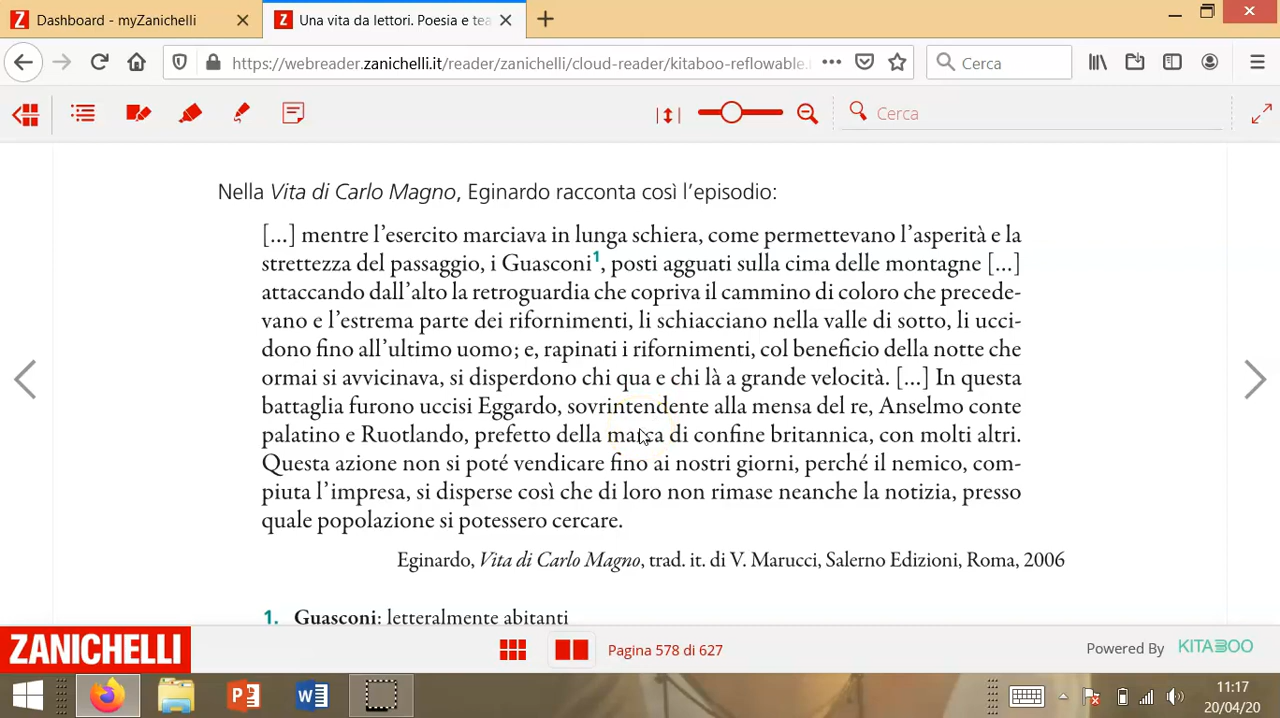 Dashboard - myZanichelli
Una vita da lettori. Poesia e tea
https://webreader.zanichelli.it/reader/zanichelli/cloud-reader/kitaboo-reflowable.
Cerca
Cerca
Nella Vita di Carlo Magno, Eginardo racconta così l'episodio:
[...] mentre l'esercito marciava in lunga schiera, come permettevano l'asperità e la
strettezza del passaggio, i Guasconi1, posti agguati sulla cima delle montagne [...]
attaccando dall'alto la retroguardia che copriva il cammino di coloro che precede-
vano e l'estrema parte dei rifornimenti, li schiacciano nella valle di sotto, li ucci-
dono fino all'ultimo uomo; e, rapinati i rifornimenti, col beneficio della notte che
ormai si avvicinava, si disperdono chi qua e chi là a grande velocità. [...] In questa
battaglia furono uccisi Eggardo, sovrintendente alla mensa del re, Anselmo conte
palatino e Ruotlando, prefetto della marca di confine britannica, con molti altri.
Questa azione non si poté vendicare fino ai nostri giorni, perché il nemico, com-
piuta l'impresa, si disperse così che di loro non rimase neanche la notizia, presso
quale popolazione si potessero cercare.
Eginardo, Vita di Carlo Magno, trad. it. di V. Marucci, Salerno Edizioni, Roma, 2006
1. Guasconi: letteralmente abitanti
ZANICHELLI
Pagina 578 di 627
Powered By KITABOO
11:17
20/04/20